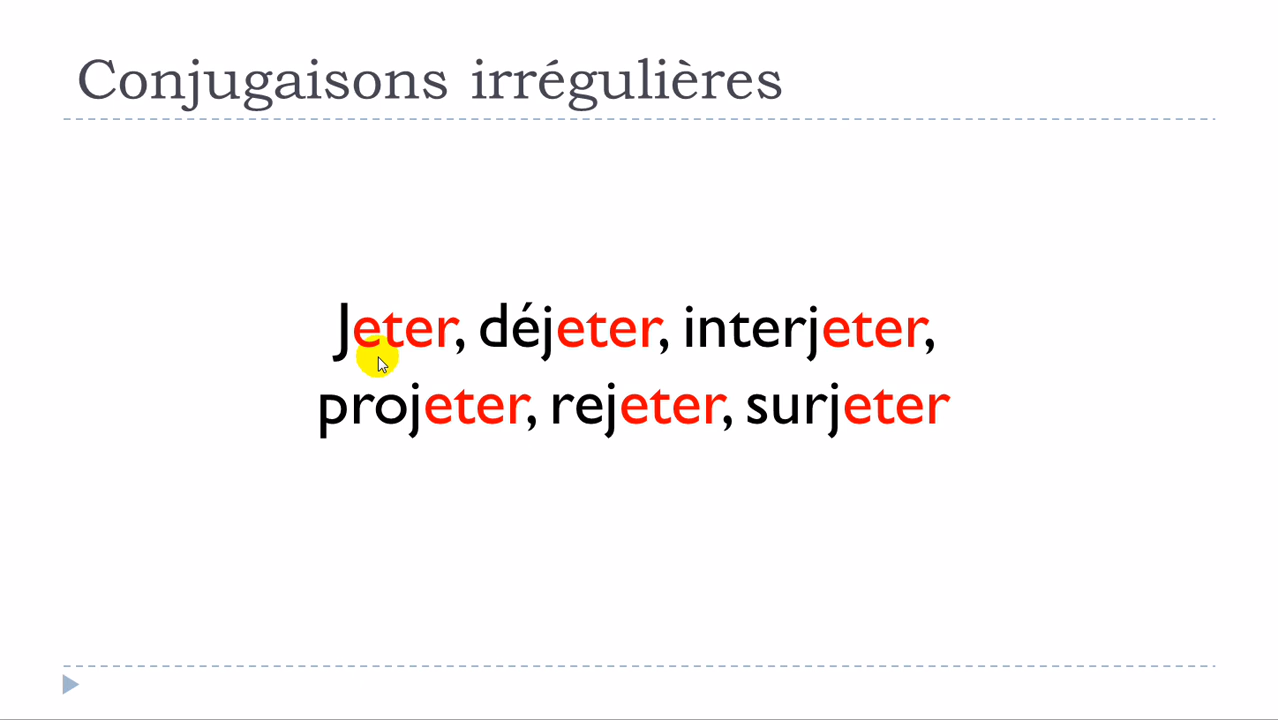 Conjugaisons irrégulières
Jeter, déjeter, interjeter,
projeter, rejeter, surjeter